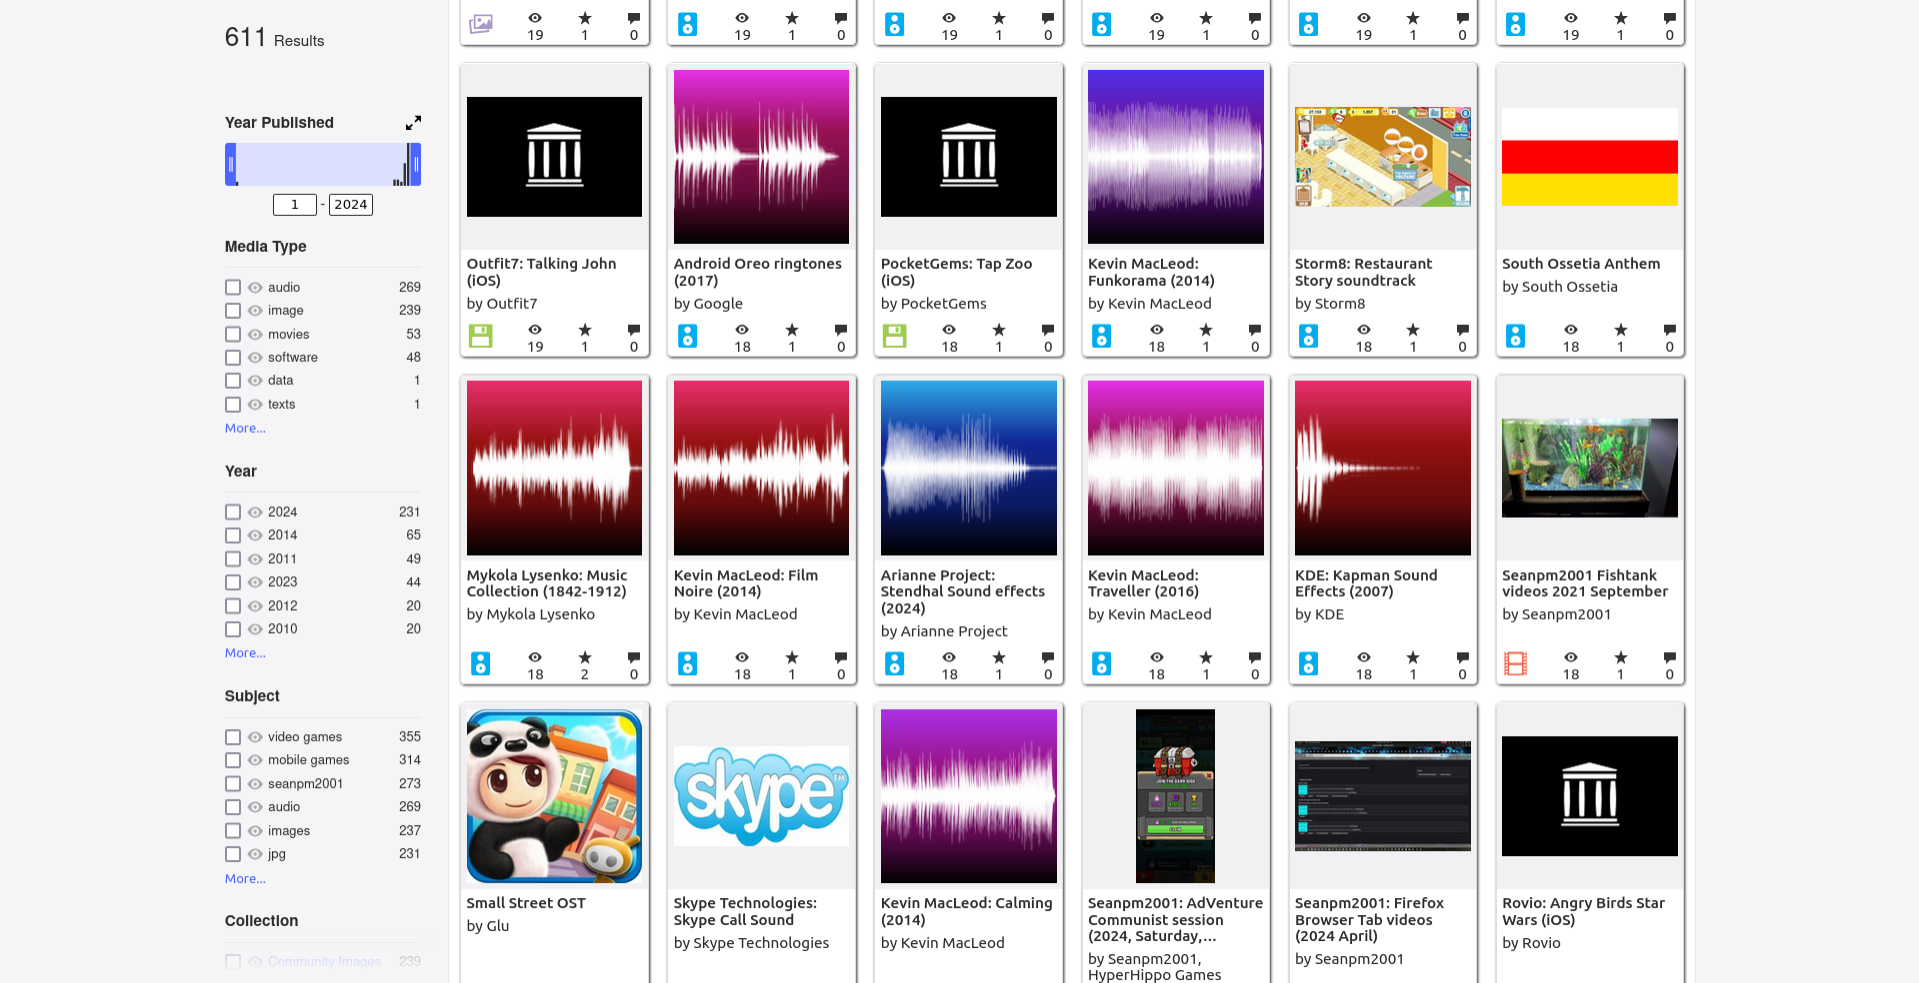 611 Results
Year Published
1 - 2024
Media Type
audio 269
image 239
movies 53
software 48
data 1
texts 1
More...
Year
2024 231
2014 65
2011 49
2023 44
2012 20
2010 20
More...
Subject
video games 355
mobile games 314
seanpm2001 273
audio 269
images 237
jpg 231
More...
Collection
Community Images 239
19 1 0
19 1 0
19 1 0
19 1 0
19 1 0
19 1 0
Outfit7: Talking John
(iOS)
by Outfit7
19 1 0
Android Oreo ringtones
(2017)
by Google
18 1 0
PocketGems: Tap Zoo
(iOS)
by PocketGems
18 1 0
Kevin MacLeod:
Funkorama (2014)
by Kevin MacLeod
18 1 0
Storm8: Restaurant
Story soundtrack
by Storm8
18 1 0
South Ossetia Anthem
by South Ossetia
18 1 0
Mykola Lysenko: Music
Collection (1842-1912)
by Mykola Lysenko
18 2 0
Kevin MacLeod: Film
Noire (2014)
by Kevin MacLeod
18 1 0
Arianne Project:
Stendhal Sound effects
(2024)
by Arianne Project
18 1 0
Kevin MacLeod:
Traveller (2016)
by Kevin MacLeod
18 1 0
KDE: Kapman Sound
Effects (2007)
by KDE
18 1 0
Seanpm2001 Fishtank
videos 2021 September
by Seanpm2001
18 1 0
Small Street OST
by Glu
skype TM
Skype Technologies:
Skype Call Sound
by Skype Technologies
Kevin MacLeod: Calming
(2014)
by Kevin MacLeod
JOIN THE DARK SIDE
Seanpm2001: AdVenture
Communist session
(2024, Saturday,...
by Seanpm2001,
HyperHippo Games
Seanpm2001: Firefox
Browser Tab videos
(2024 April)
by Seanpm2001
Rovio: Angry Birds Star
Wars (iOS)
by Rovio